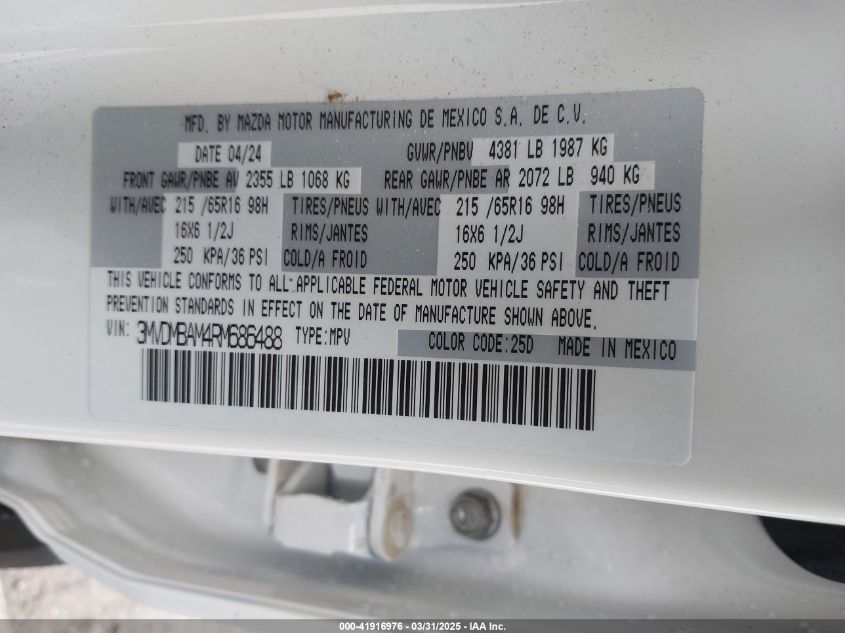 MFD. BY MAZDA MOTOR MANUFACTURING DE MEXICO S.A. DE C.V.
DATE 04/24 GVWR/PNBV 4381 LB 1987 KG
FRONT GAWR/PNBE AV 2355 LB 1068 KG REAR GAWR/PNBE AR 2072 LB 940 KG
WITH/AVEC 215 /65R16 98H TIRES/PNEUS WITH/AVEC 215 /65R16 98H TIRES/PNEUS
16X6 1/2J RIMS/JANTES 16X6 1/2J RIMS/JANTES
250 KPA/36 PSI COLD/A FROID 250 KPA/36 PSI COLD/A FROID
THIS VEHICLE CONFORMS TO ALL APPLICABLE FEDERAL MOTOR VEHICLE SAFETY AND THEFT
PREVENTION STANDARDS IN EFFECT ON THE DATE OF MANUFACTURE SHOWN ABOVE.
VIN: 3MVDMBAM4RM686488 TYPE:MPV COLOR CODE:25D MADE IN MEXICO
000-41916976 - 03/31/2025 - IAA Inc.